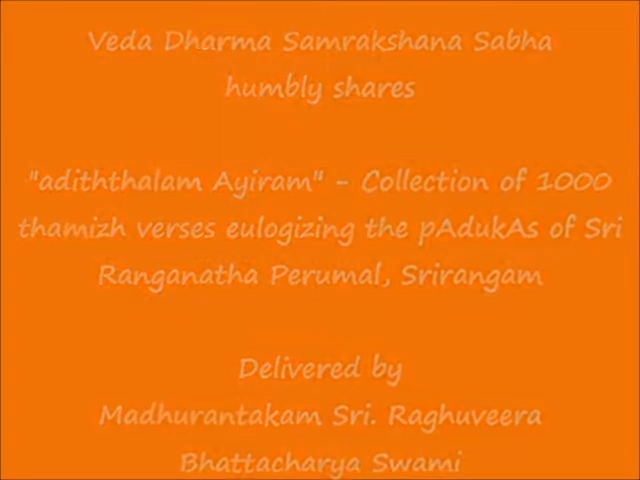 Veda Dharma Samrakshana Sabha
humbly shares
"adiththalam Ayiram" - Collection of 1000
thamizh verses eulogizing the pAdukAs of Sri
Ranganatha Perumal, Srirangam
Delivered by
Madhurantakam Sri. Raghuveera
Bhattacharya Swami